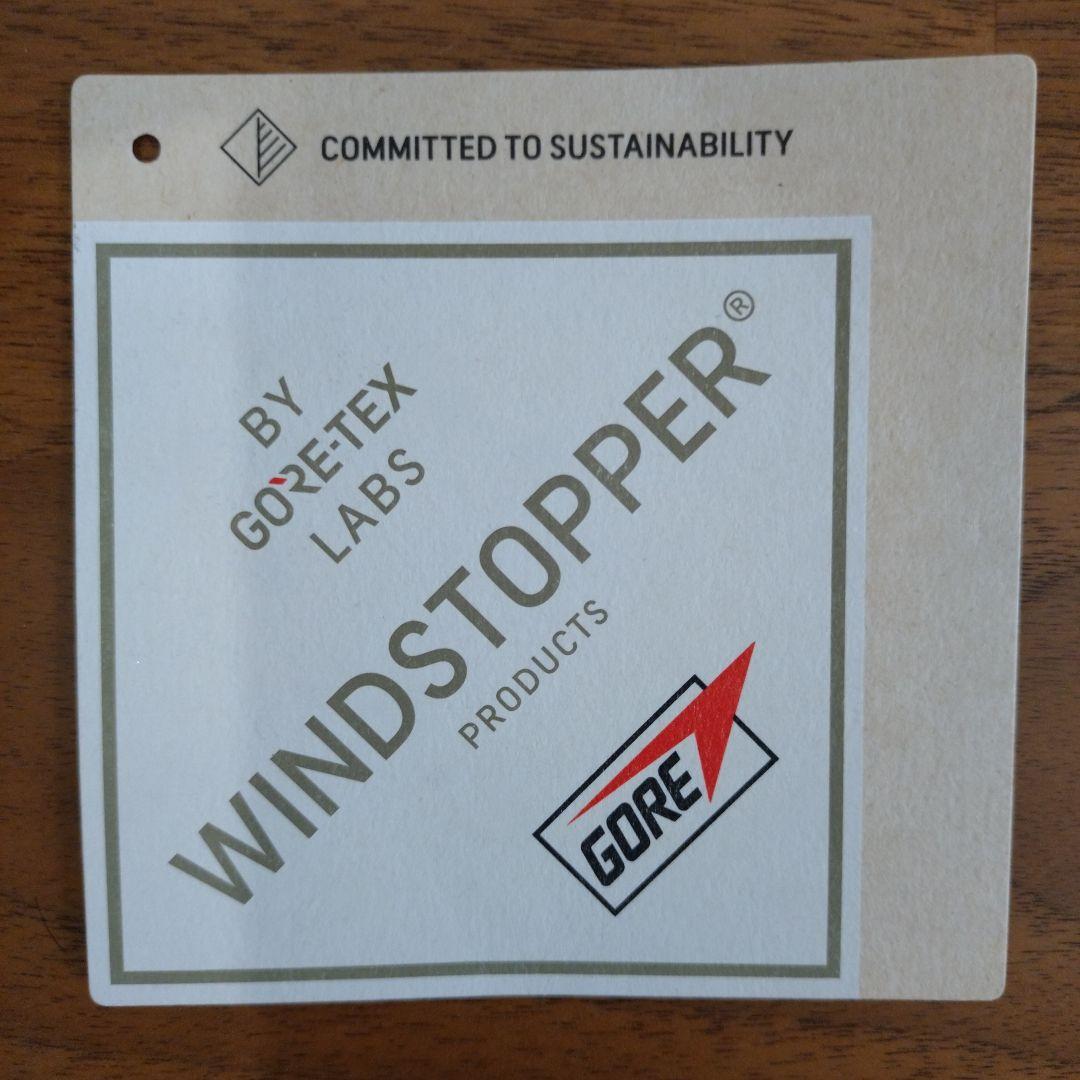 COMMITTED TO SUSTAINABILITY
BY
GORE-TEX
LABS
WINDSTOPPER®
PRODUCTS
GORE